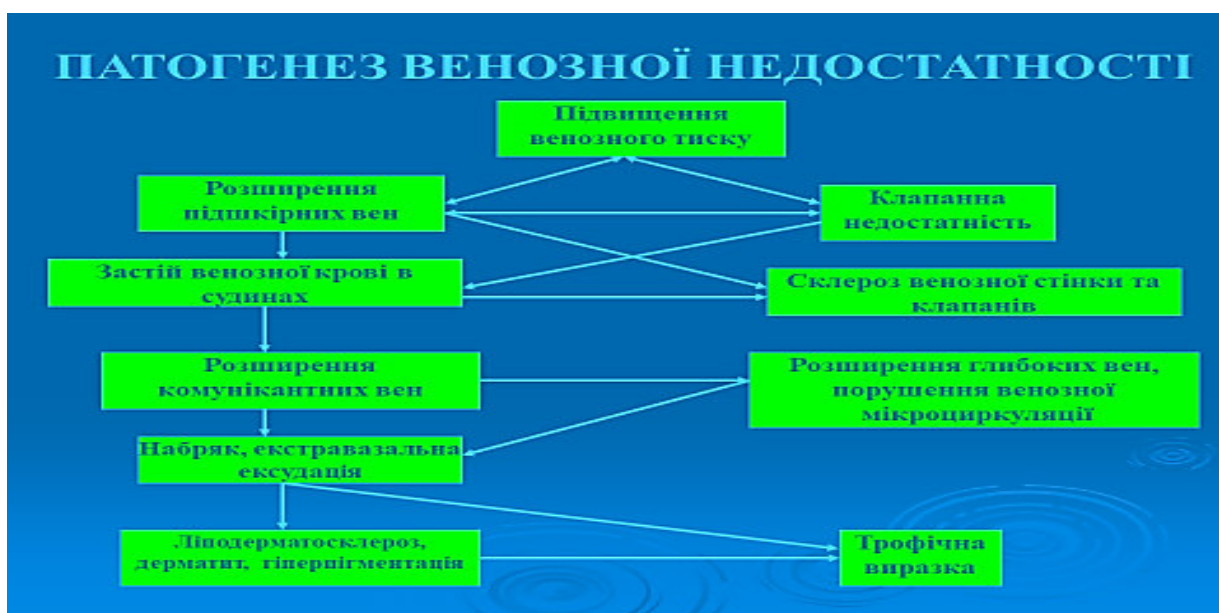 ПАТОГЕНЕЗ ВЕНОЗНОЇ НЕДОСТАТНОСТІ
Підвищення
венозного тиску
Розширення
підшкірних вен
Клапанна
недостатність
Застій венозної крові в
судинах
Склероз венозної стінки та
клапанів
Розширення
комунікантних вен
Розширення глибоких вен,
порушення венозної
мікроциркуляції
Набряк, екстравазальна
ексудація
Ліподерматосклероз,
дерматит, гіперпігментація
Трофічна
виразка